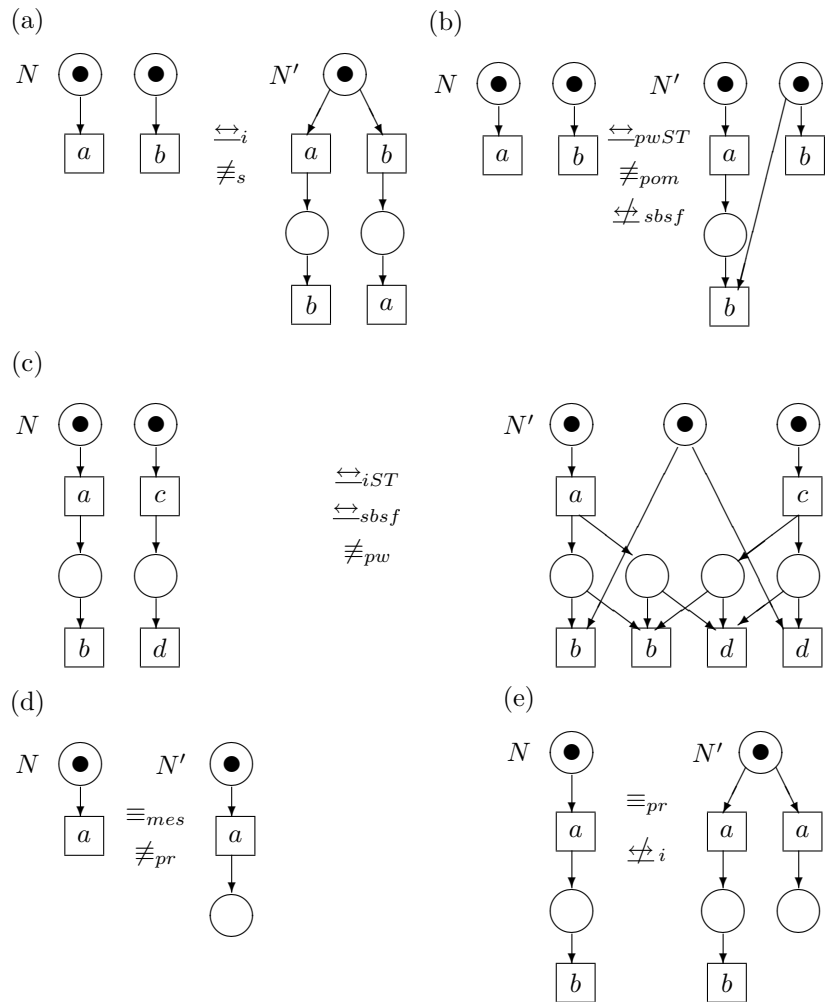 (a)
(b)
N N′
a b ↔̲i a b
≢s
b a
N N′
a b ↔̲pwST a b
≢pom
↮̲sbsf
b
(c)
N N′
a c ↔̲iST a c
↔̲sbsf
≢pw
b d b b d d
(d)
(e)
N N′
a ≡mes a
≢pr
N N′
≡pr
a a a
↮̲i
b b